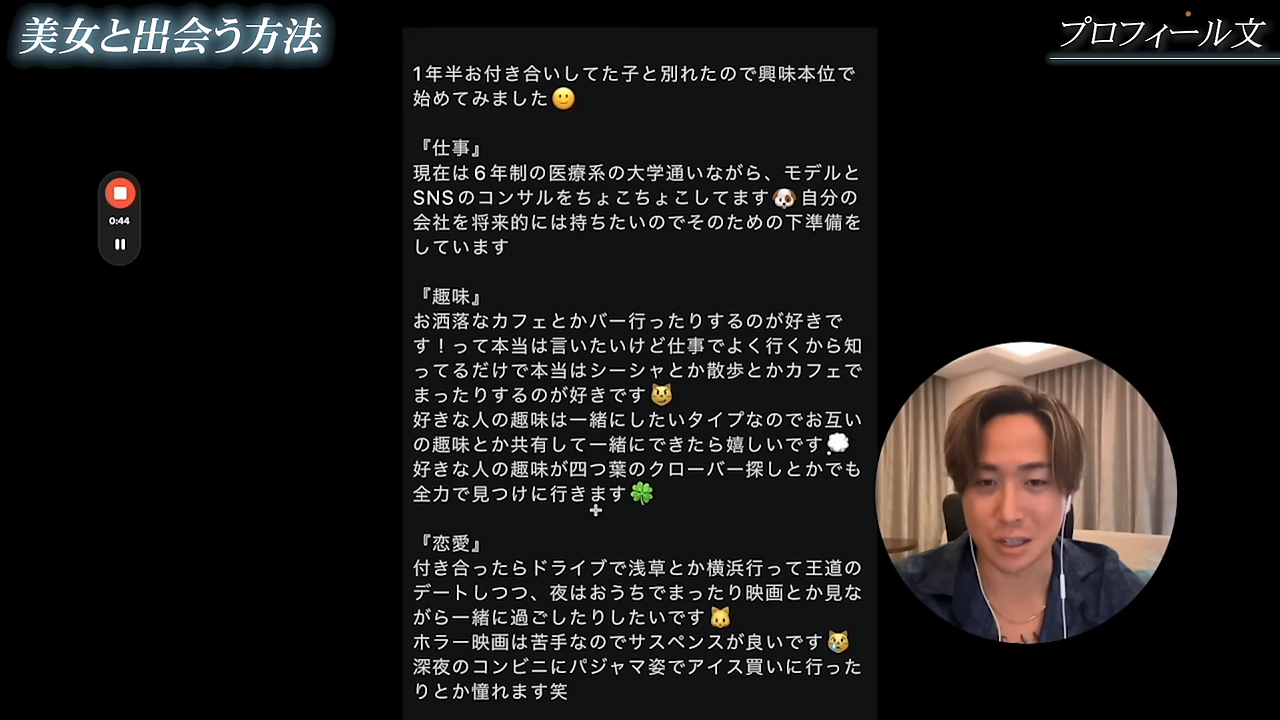 美女と出会う方法
プロフィール文
1年半お付き合いしてた子と別れたので興味本位で
始めてみました🙂
『仕事』
現在は6年制の医療系の大学通いながら、モデルと
SNSのコンサルをちょこちょこしてます🐶自分の
会社を将来的には持ちたいのでそのための下準備を
しています
『趣味』
お洒落なカフェとかバー行ったりするのが好きで
す！って本当は言いたいけど仕事でよく行くから知
ってるだけで本当はシーシャとか散歩とかカフェで
まったりするのが好きです😼
好きな人の趣味は一緒にしたいタイプなのでお互い
の趣味とか共有して一緒にできたら嬉しいです💭
好きな人の趣味が四つ葉のクローバー探しとかでも
全力で見つけに行きます🍀
『恋愛』
付き合ったらドライブで浅草とか横浜行って王道の
デートしつつ、夜はおうちでまったり映画とか見な
がら一緒に過ごしたりしたいです🐱
ホラー映画は苦手なのでサスペンスが良いです😿
深夜のコンビニにパジャマ姿でアイス買いに行った
りとか憧れます笑
0:44